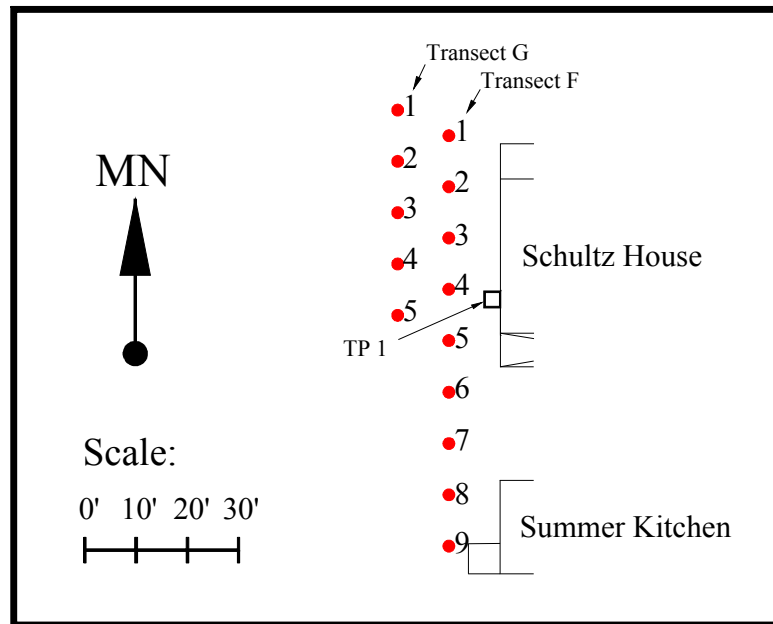 Transect G
Transect F
1
1
2
2
MN
3
3
Schultz House
4
4
5
5
TP 1
6
7
Scale:
8
0' 10' 20' 30'
Summer Kitchen
9